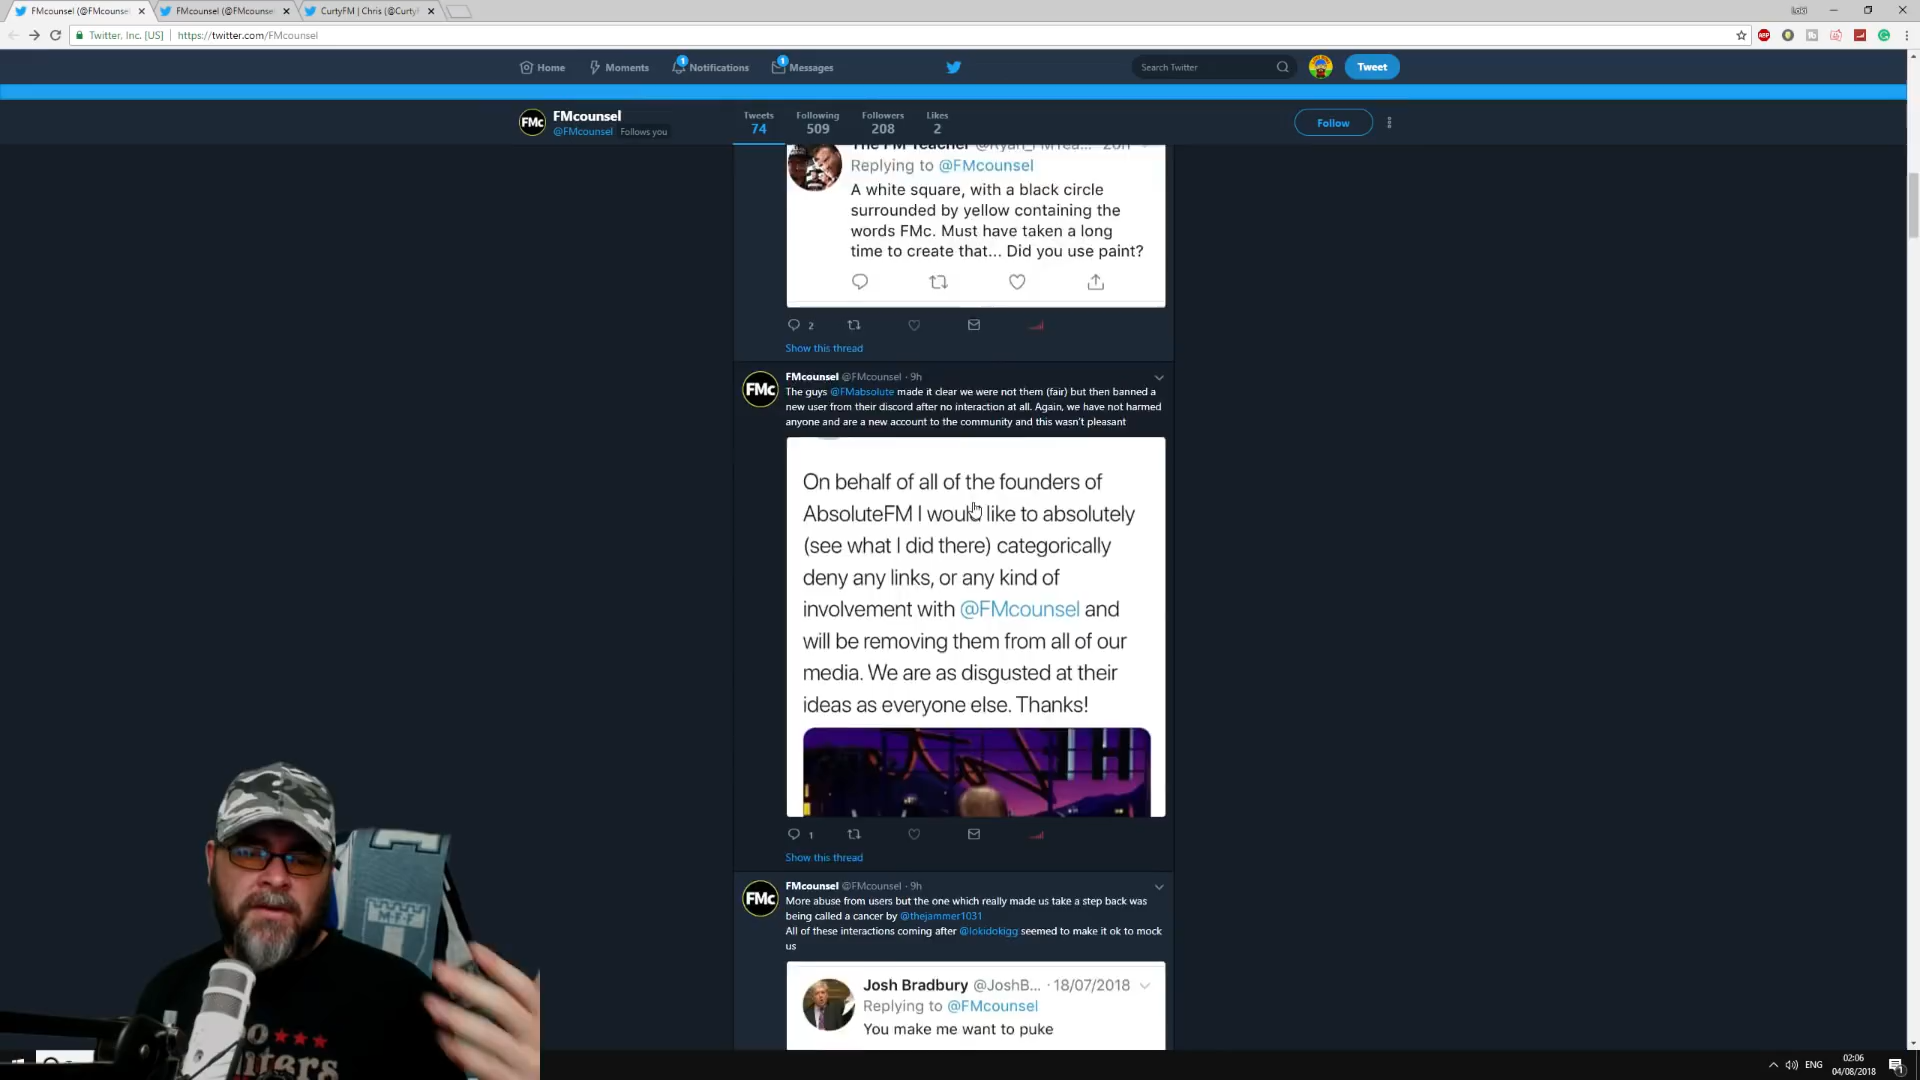 FMcounsel (@FMcounsel
FMcounsel (@FMcounse
CurtyFM | Chris (@Curty
Loki
Twitter, Inc. [US] | https://twitter.com/FMcounsel
Home
Moments
1
Notifications
1
Messages
Search Twitter
Tweet
FMc
FMcounsel
@FMcounsel Follows you
Tweets
74
Following
509
Followers
208
Likes
2
Follow
The FM Teacher
Replying to @FMcounsel
A white square, with a black circle
surrounded by yellow containing the
words FMc. Must have taken a long
time to create that... Did you use paint?
2
Show this thread
FMc
FMcounsel @FMcounsel · 9h
The guys @FMabsolute made it clear we were not them (fair) but then banned a
new user from their discord after no interaction at all. Again, we have not harmed
anyone and are a new account to the community and this wasn't pleasant
On behalf of all of the founders of
AbsoluteFM I would like to absolutely
(see what I did there) categorically
deny any links, or any kind of
involvement with @FMcounsel and
will be removing them from all of our
media. We are as disgusted at their
ideas as everyone else. Thanks!
1
Show this thread
FMc
FMcounsel @FMcounsel · 9h
More abuse from users but the one which really made us take a step back was
being called a cancer by @thejammer1031
All of these interactions coming after @lokidokigg seemed to make it ok to mock
us
Josh Bradbury @JoshB... · 18/07/2018
Replying to @FMcounsel
You make me want to puke
M-F-F
ENG
02:06
04/08/2018